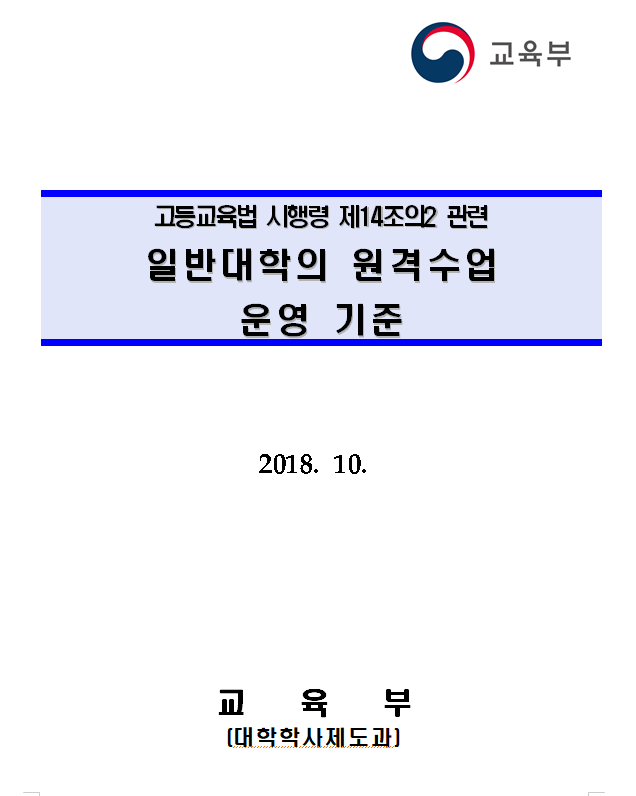 교육부
고등교육법 시행령 제14조의2 관련
일반대학의 원격수업
운영 기준
2018. 10.
교 육 부
(대학학사제도과)